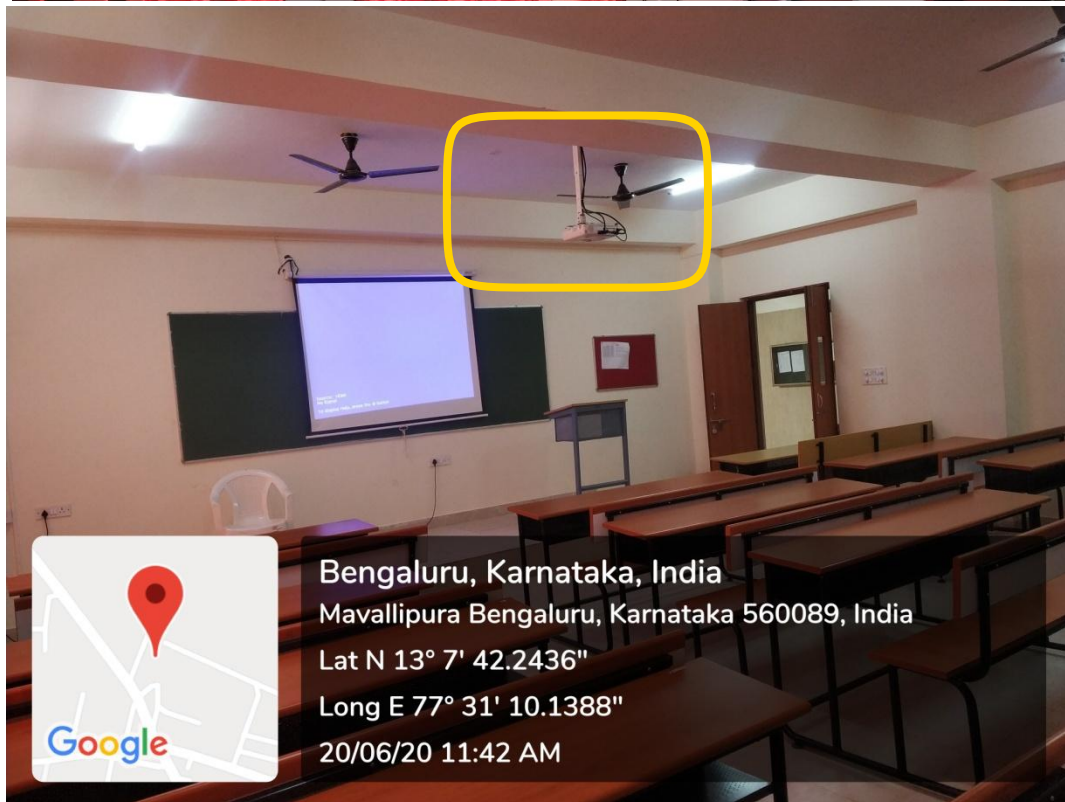 Bengaluru, Karnataka, India
Mavallipura Bengaluru, Karnataka 560089, India
Lat N 13° 7' 42.2436"
Long E 77° 31' 10.1388"
20/06/20 11:42 AM
Google